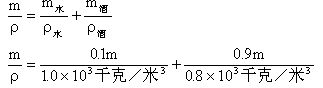 m/ρ = m水/ρ水 + m酒/ρ酒
m/ρ = 0.1m/1.0×10³千克／米³ + 0.9m/0.8×10³千克／米³